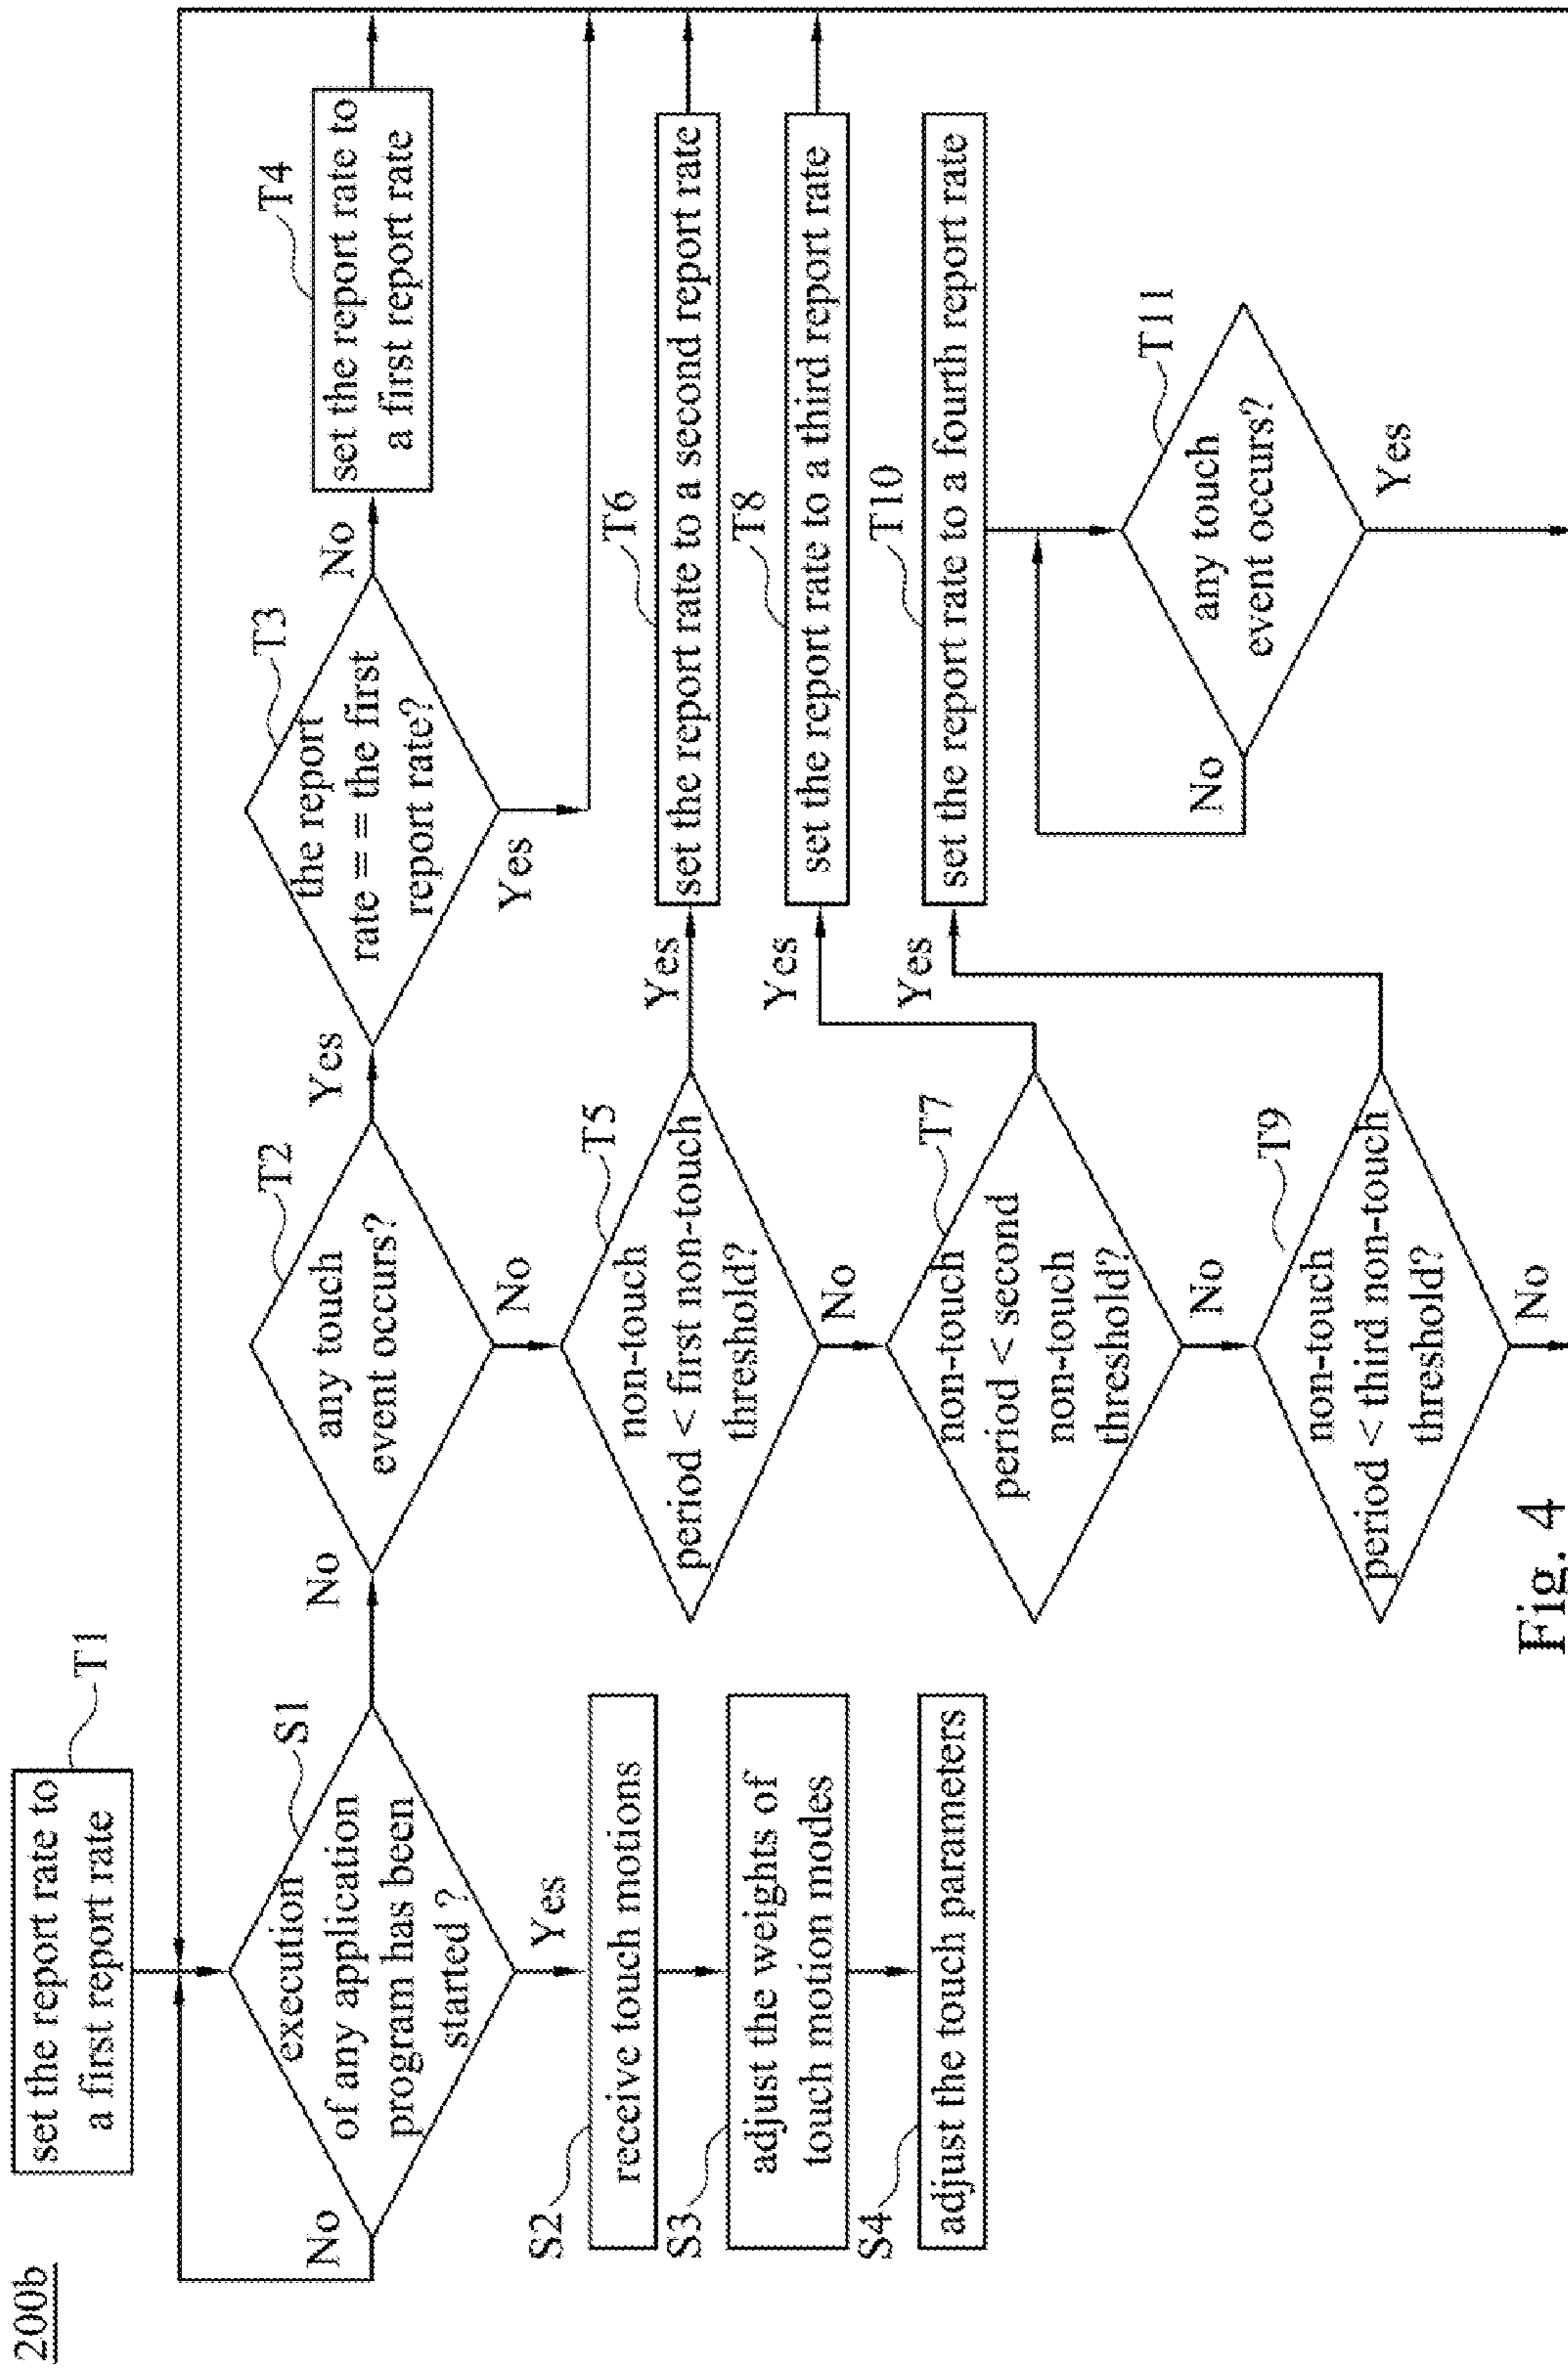 200b
set the report rate to
a first report rate
T1
execution
of any application
program has been
started ?
S1
No
No
Yes
S2
receive touch motions
S3
adjust the weights of
touch motion modes
S4
adjust the touch parameters
any touch
event occurs?
T2
Yes
No
the report
rate = = the first
report rate?
T3
No
Yes
set the report rate to
a first report rate
T4
non-touch
period < first non-touch
threshold?
T5
Yes
No
set the report rate to a second report rate
T6
non-touch
period < second
non-touch
threshold?
T7
Yes
No
set the report rate to a third report rate
T8
non-touch
period < third non-touch
threshold?
T9
Yes
No
set the report rate to a fourth report rate
T10
any touch
event occurs?
T11
No
Yes
Fig. 4